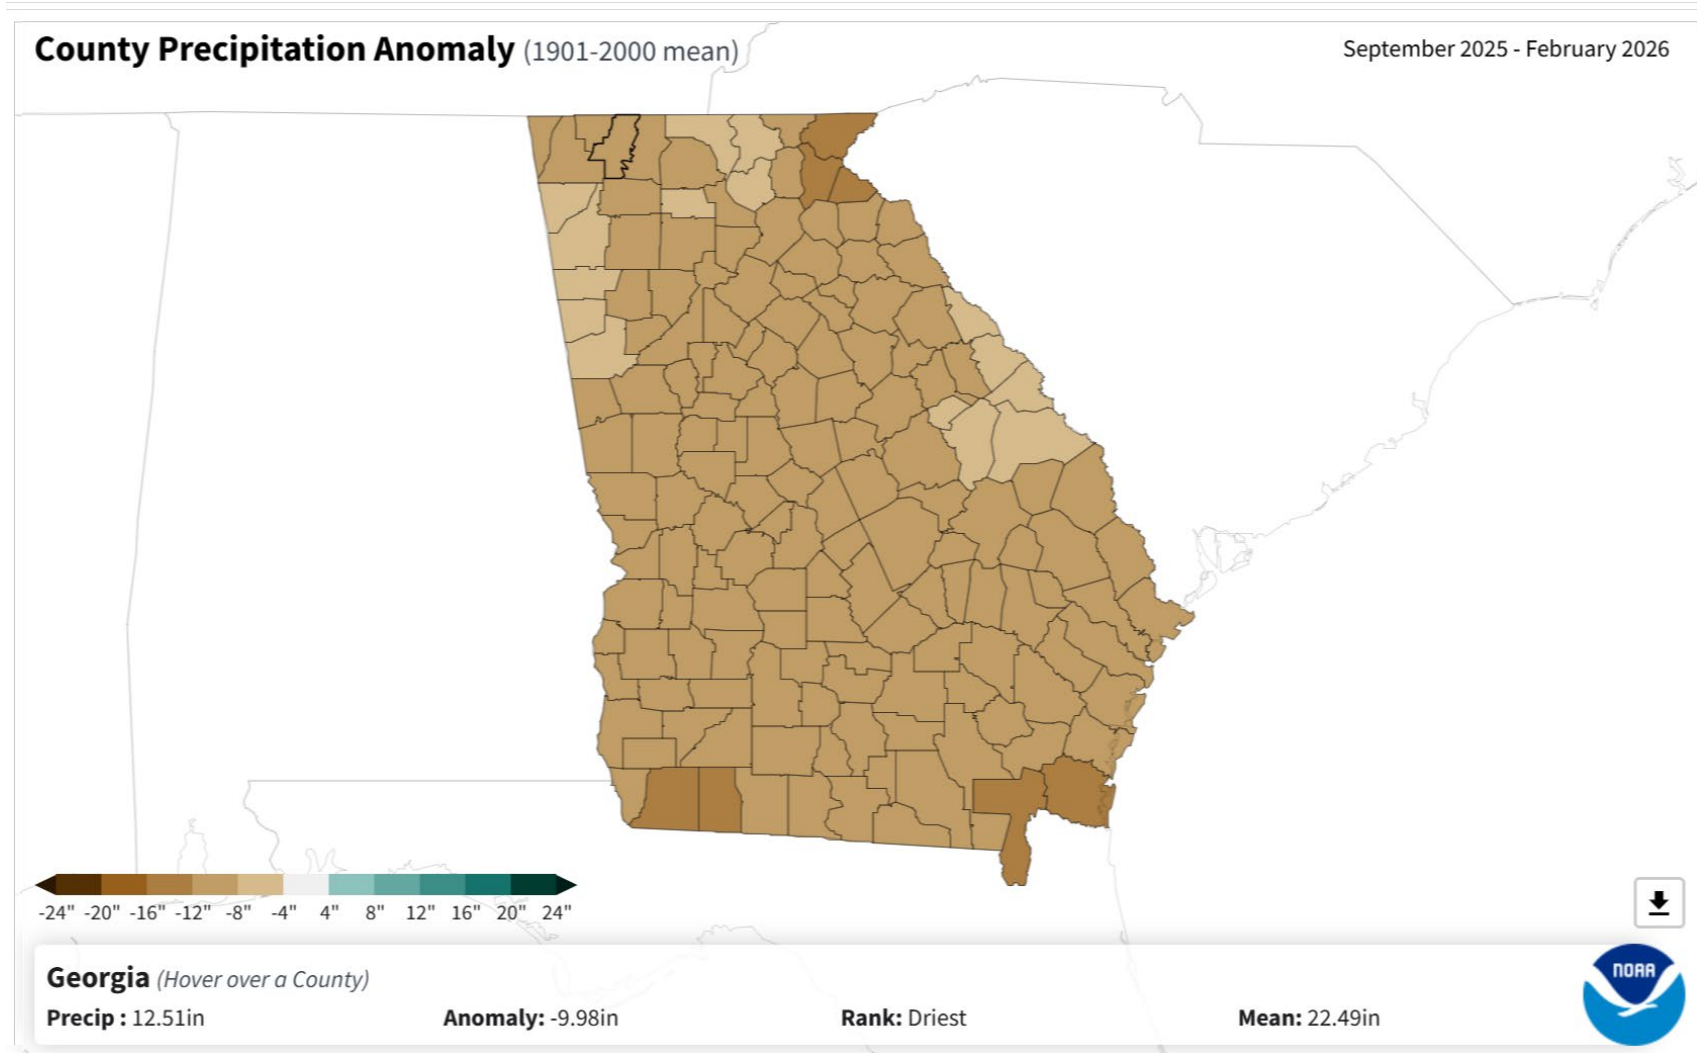 County Precipitation Anomaly (1901-2000 mean)
September 2025 - February 2026
-24" -20" -16" -12" -8" -4" 4" 8" 12" 16" 20" 24"
Georgia (Hover over a County)
Precip : 12.51in Anomaly: -9.98in Rank: Driest Mean: 22.49in
NOAA